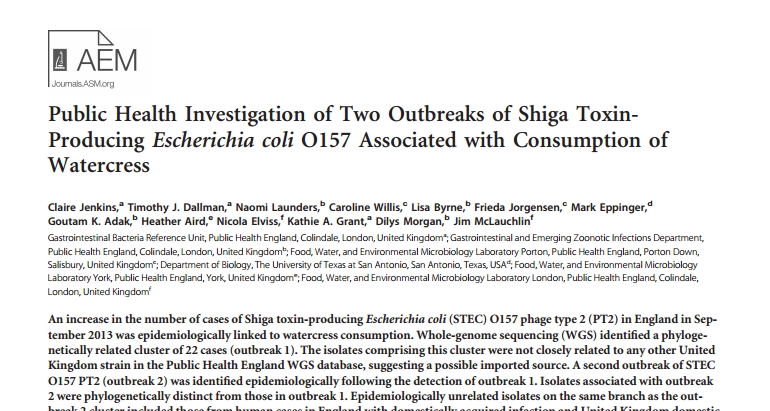 AEM
Journals.ASM.org
Public Health Investigation of Two Outbreaks of Shiga Toxin-
Producing Escherichia coli O157 Associated with Consumption of
Watercress
Claire Jenkins,a Timothy J. Dallman,a Naomi Launders,b Caroline Willis,c Lisa Byrne,b Frieda Jorgensen,c Mark Eppinger,d
Goutam K. Adak,b Heather Aird,e Nicola Elviss,f Kathie A. Grant,a Dilys Morgan,b Jim McLauchlinf
Gastrointestinal Bacteria Reference Unit, Public Health England, Colindale, London, United Kingdoma; Gastrointestinal and Emerging Zoonotic Infections Department,
Public Health England, Colindale, London, United Kingdomb; Food, Water, and Environmental Microbiology Laboratory Porton, Public Health England, Porton Down,
Salisbury, United Kingdomc; Department of Biology, The University of Texas at San Antonio, San Antonio, Texas, USAd; Food, Water, and Environmental Microbiology
Laboratory York, Public Health England, York, United Kingdome; Food, Water, and Environmental Microbiology Laboratory London, Public Health England, Colindale,
London, United Kingdomf
An increase in the number of cases of Shiga toxin-producing Escherichia coli (STEC) O157 phage type 2 (PT2) in England in Sep-
tember 2013 was epidemiologically linked to watercress consumption. Whole-genome sequencing (WGS) identified a phyloge-
netically related cluster of 22 cases (outbreak 1). The isolates comprising this cluster were not closely related to any other United
Kingdom strain in the Public Health England WGS database, suggesting a possible imported source. A second outbreak of STEC
O157 PT2 (outbreak 2) was identified epidemiologically following the detection of outbreak 1. Isolates associated with outbreak
2 were phylogenetically distinct from those in outbreak 1. Epidemiologically unrelated isolates on the same branch as the out-
break 2 cluster included those from human cases in England with domestically acquired infection and United Kingdom domestic